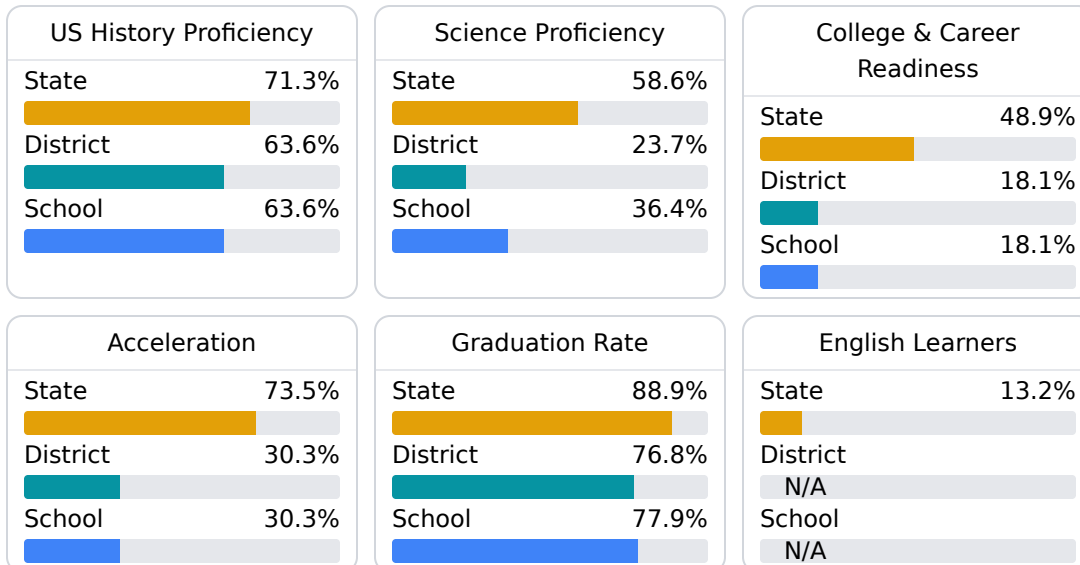 US History Proficiency
State 71.3%
District 63.6%
School 63.6%
Science Proficiency
State 58.6%
District 23.7%
School 36.4%
College & Career
Readiness
State 48.9%
District 18.1%
School 18.1%
Acceleration
State 73.5%
District 30.3%
School 30.3%
Graduation Rate
State 88.9%
District 76.8%
School 77.9%
English Learners
State 13.2%
District
N/A
School
N/A